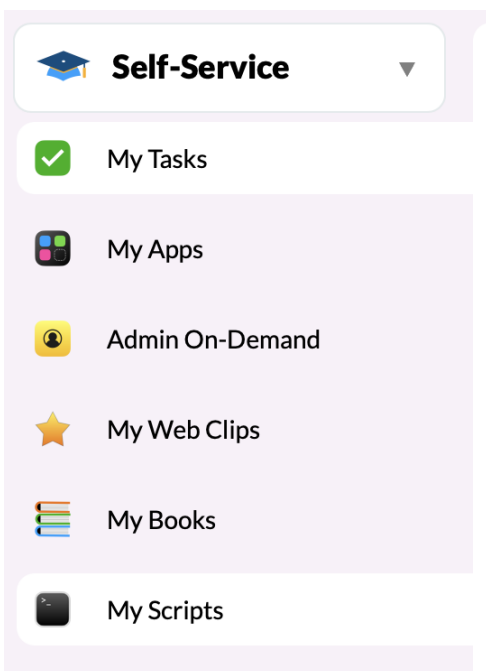 Self-Service ▼
My Tasks
My Apps
Admin On-Demand
My Web Clips
My Books
My Scripts